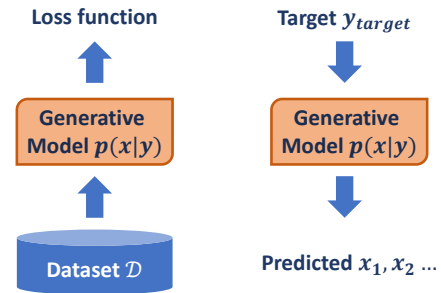 Loss function
Generative
Model p(x|y)
Dataset 𝒟
Target y_target
Generative
Model p(x|y)
Predicted x_1, x_2 ...